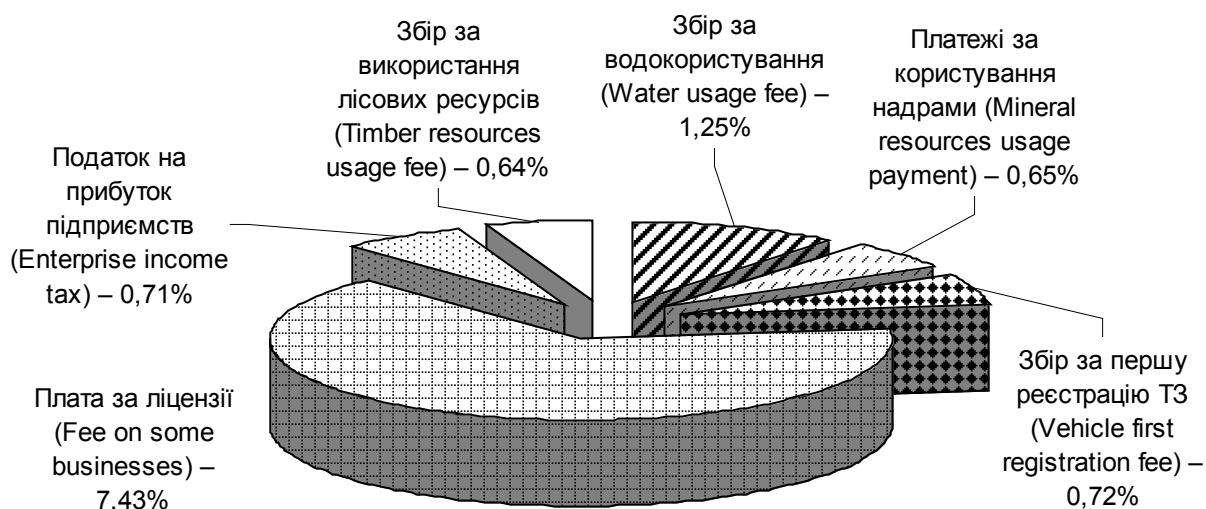 Збір за
використання
лісових ресурсів
(Timber resources
usage fee) – 0,64%
Збір за
водокористування
(Water usage fee) –
1,25%
Платежі за
користування
надрами (Mineral
resources usage
payment) – 0,65%
Податок на
прибуток
підприємств
(Enterprise income
tax) – 0,71%
Плата за ліцензії
(Fee on some
businesses) –
7,43%
Збір за першу
реєстрацію ТЗ
(Vehicle first
registration fee) –
0,72%